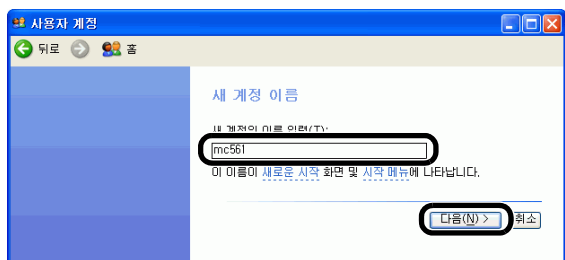 사용자 계정
뒤로 홈
새 계정 이름
새 계정의 이름 입력(T):
mc561
이 이름이 새로운 시작 화면 및 시작 메뉴에 나타납니다.
다음(N) > 취소